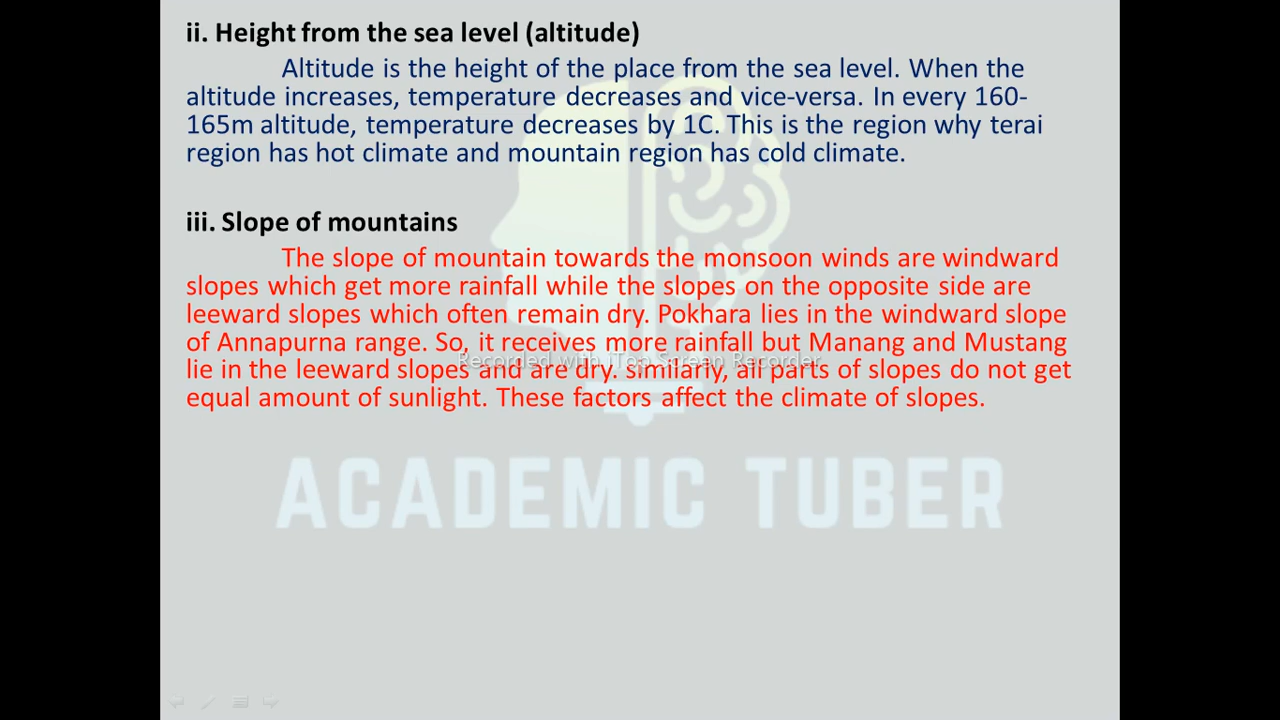 ii. Height from the sea level (altitude)
Altitude is the height of the place from the sea level. When the
altitude increases, temperature decreases and vice-versa. In every 160-
165m altitude, temperature decreases by 1C. This is the region why terai
region has hot climate and mountain region has cold climate.
iii. Slope of mountains
The slope of mountain towards the monsoon winds are windward
slopes which get more rainfall while the slopes on the opposite side are
leeward slopes which often remain dry. Pokhara lies in the windward slope
of Annapurna range. So, it receives more rainfall but Manang and Mustang
Recorded with iTop Screen Recorder
lie in the leeward slopes and are dry. similarly, all parts of slopes do not get
equal amount of sunlight. These factors affect the climate of slopes.
ACADEMIC TUBER